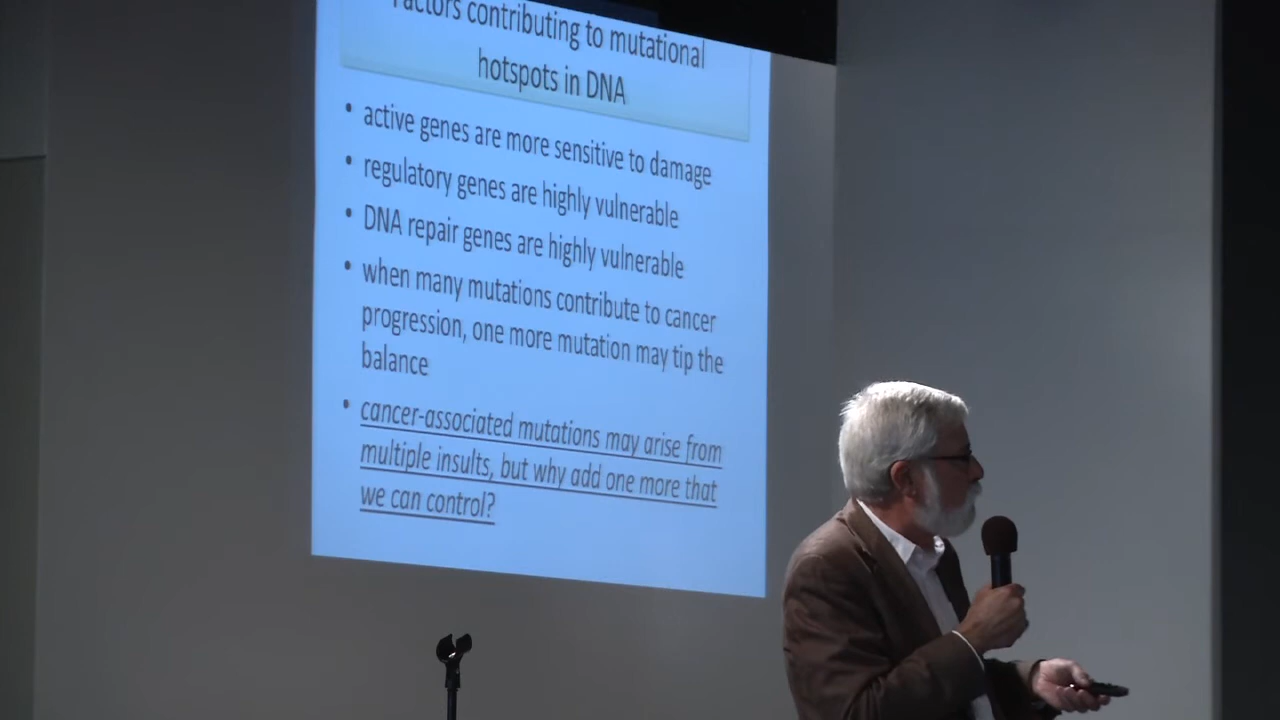 Factors contributing to mutational
hotspots in DNA
• active genes are more sensitive to damage
• regulatory genes are highly vulnerable
• DNA repair genes are highly vulnerable
• when many mutations contribute to cancer
progression, one more mutation may tip the
balance
• cancer-associated mutations may arise from
multiple insults, but why add one more that
we can control?